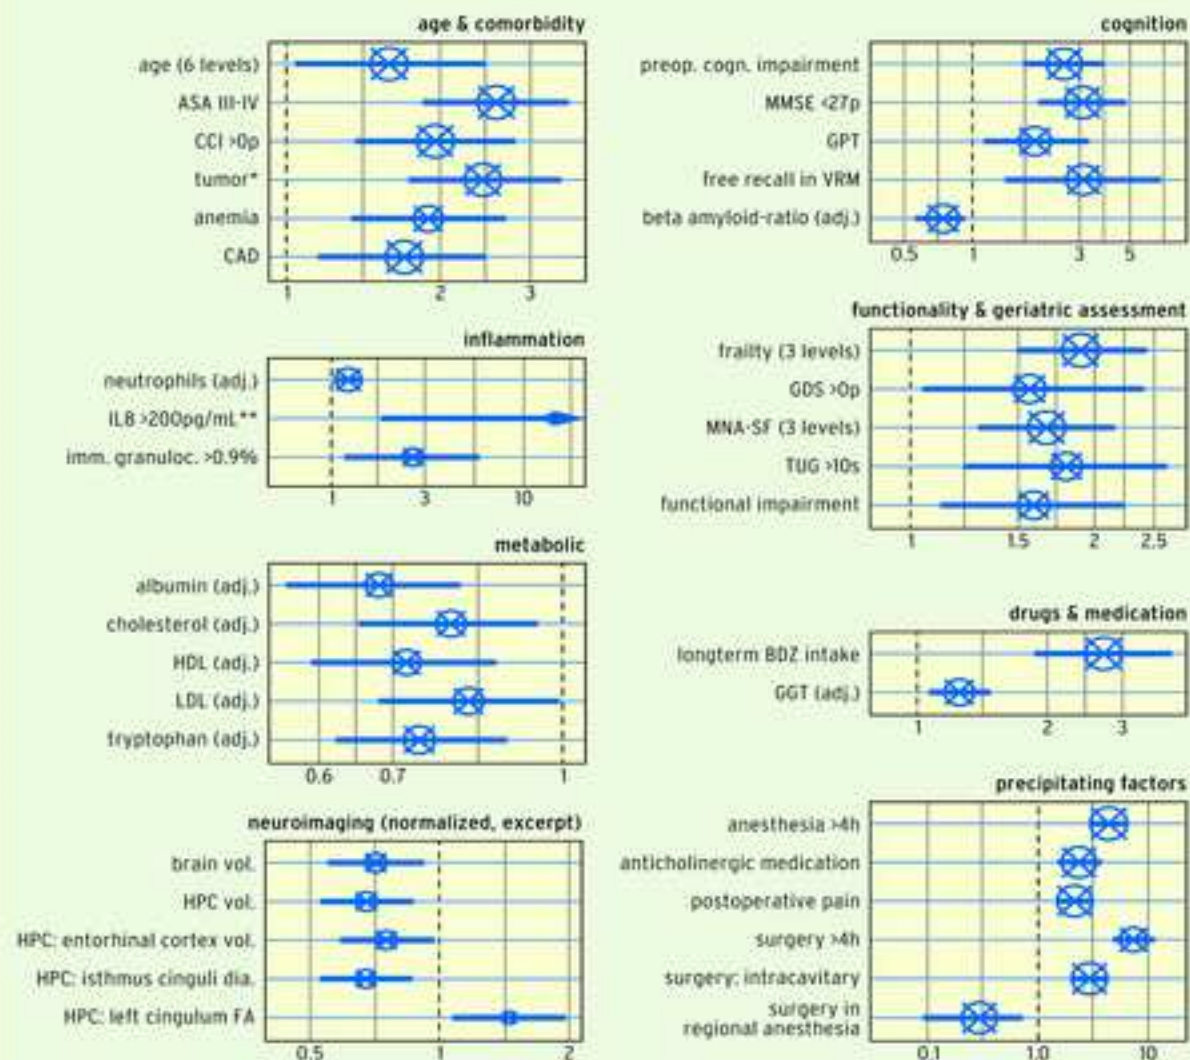 age & comorbidity
age (6 levels)
ASA III-IV
CCI >0p
tumor*
anemia
CAD
1 2 3
inflammation
neutrophils (adj.)
IL8 >200pg/mL**
imm. granuloc. >0.9%
1 3 10
metabolic
albumin (adj.)
cholesterol (adj.)
HDL (adj.)
LDL (adj.)
tryptophan (adj.)
0.6 0.7 1
neuroimaging (normalized, excerpt)
brain vol.
HPC vol.
HPC: entorhinal cortex vol.
HPC: isthmus cinguli dia.
HPC: left cingulum FA
0.5 1 2
cognition
preop. cogn. impairment
MMSE <27p
GPT
free recall in VRM
beta amyloid-ratio (adj.)
0.5 1 3 5
functionality & geriatric assessment
frailty (3 levels)
GDS >0p
MNA-SF (3 levels)
TUG >10s
functional impairment
1 1.5 2 2.5
drugs & medication
longterm BDZ intake
GGT (adj.)
1 2 3
precipitating factors
anesthesia >4h
anticholinergic medication
postoperative pain
surgery >4h
surgery: intracavitary
surgery in
regional anesthesia
0.1 1.0 10